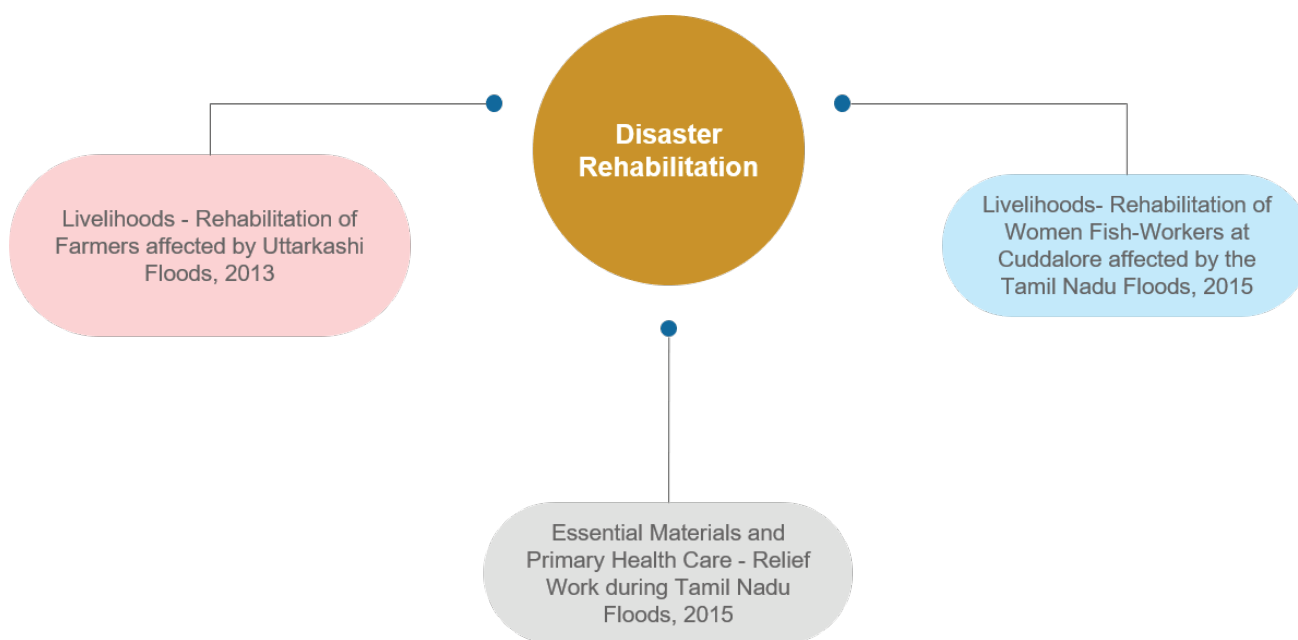 Disaster
Rehabilitation
Livelihoods - Rehabilitation of
Farmers affected by Uttarkashi
Floods, 2013
Livelihoods- Rehabilitation of
Women Fish-Workers at
Cuddalore affected by the
Tamil Nadu Floods, 2015
Essential Materials and
Primary Health Care - Relief
Work during Tamil Nadu
Floods, 2015